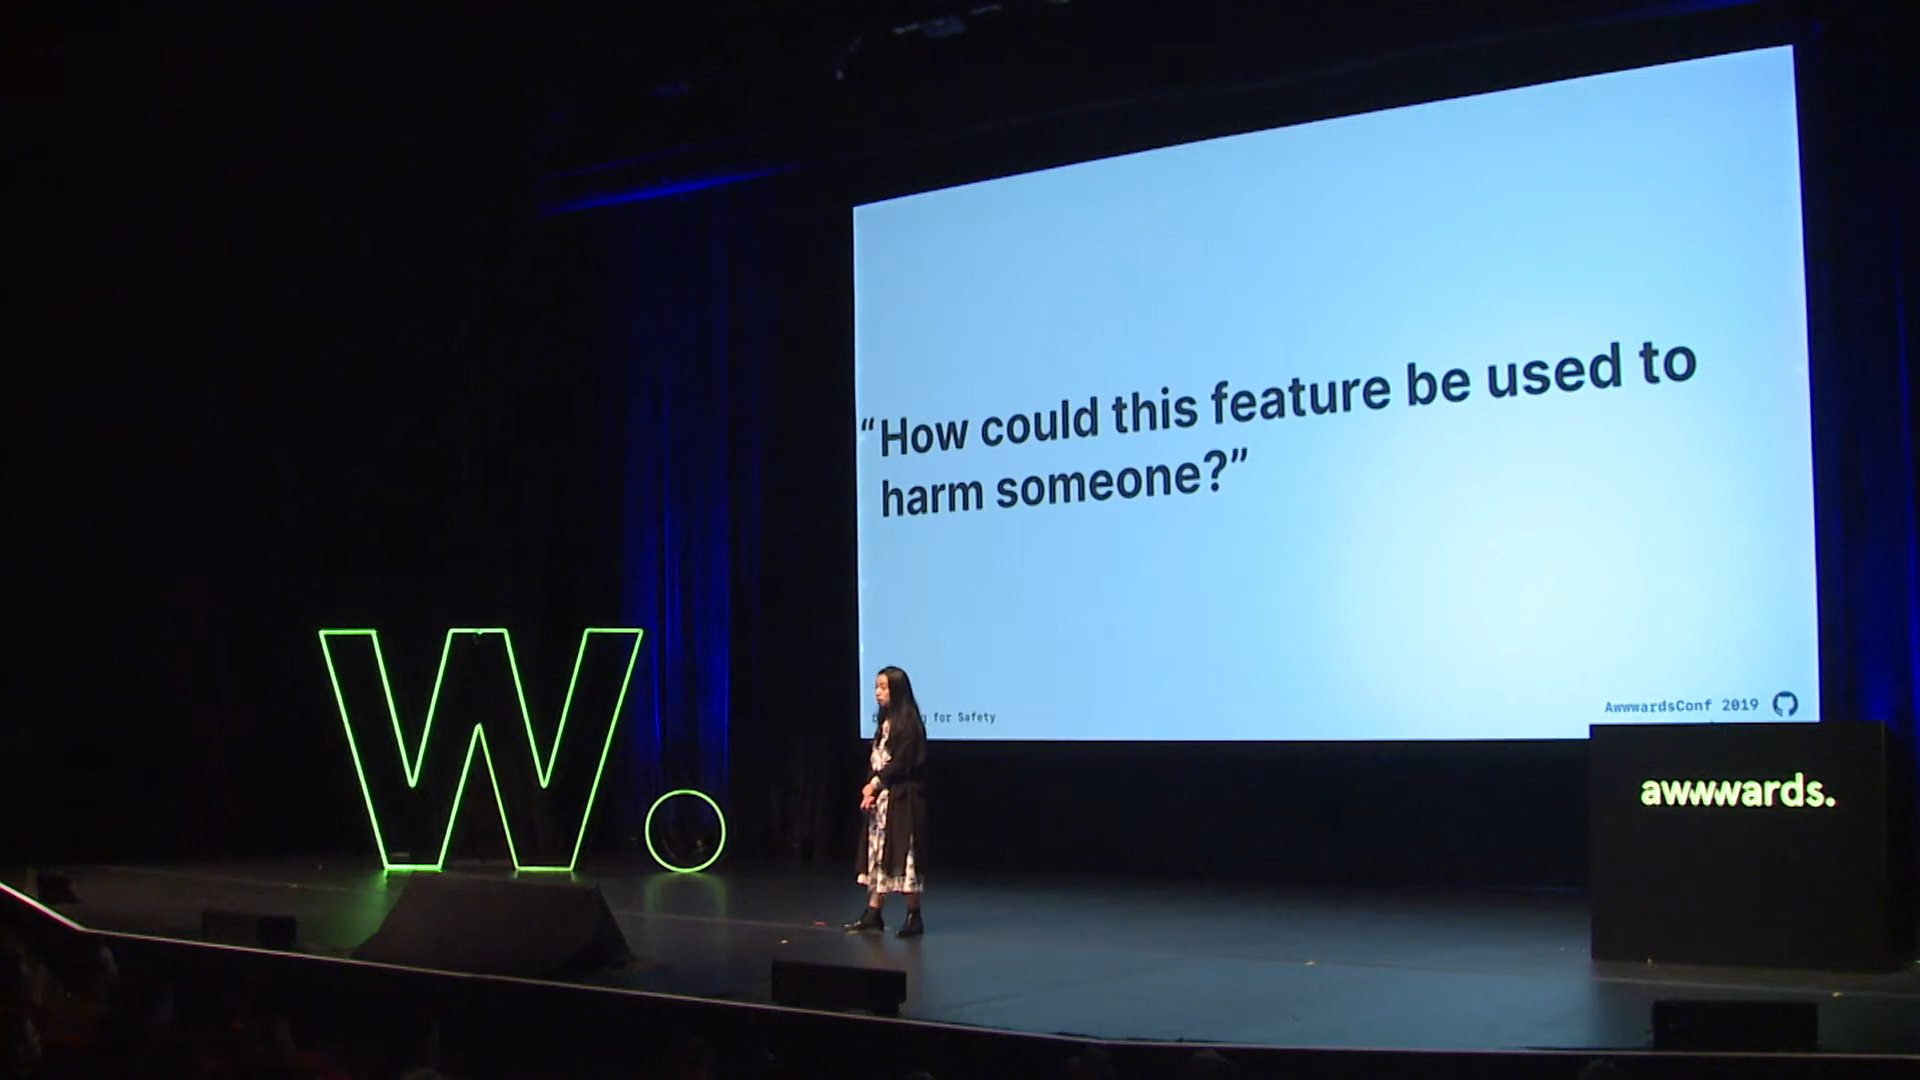 “How could this feature be used to
harm someone?”
for Safety
AwwwardsConf 2019
W.
awwwards.